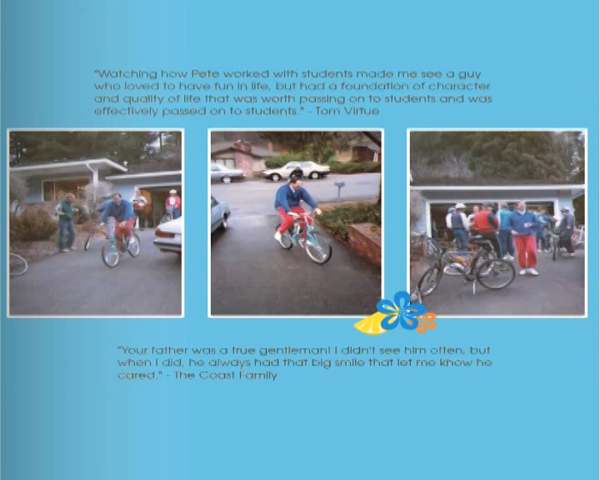 "Watching how Pete worked with students made me see a guy
who loved to have fun in life, but had a foundation of character
and quality of life that was worth passing on to students and was
effectively passed on to students." - Tom Virtue
"Your father was a true gentleman! I didn't see him often, but
when I did, he always had that big smile that let me know he
cared." - The Coast Family